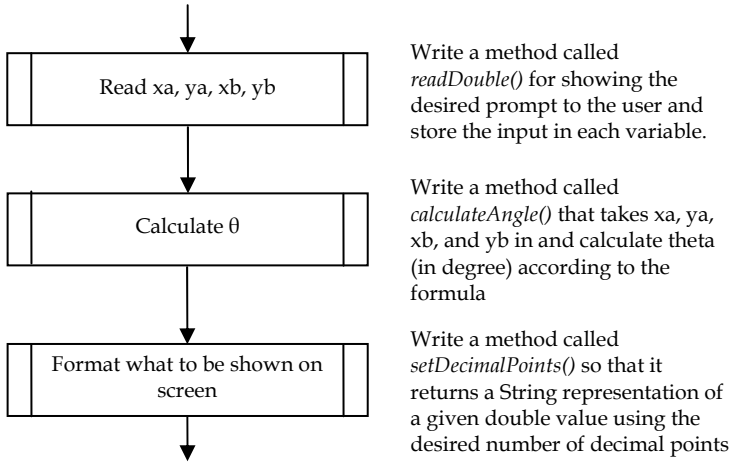 Read xa, ya, xb, yb
Write a method called
readDouble() for showing the
desired prompt to the user and
store the input in each variable.
Calculate θ
Write a method called
calculateAngle() that takes xa, ya,
xb, and yb in and calculate theta
(in degree) according to the
formula
Format what to be shown on
screen
Write a method called
setDecimalPoints() so that it
returns a String representation of
a given double value using the
desired number of decimal points